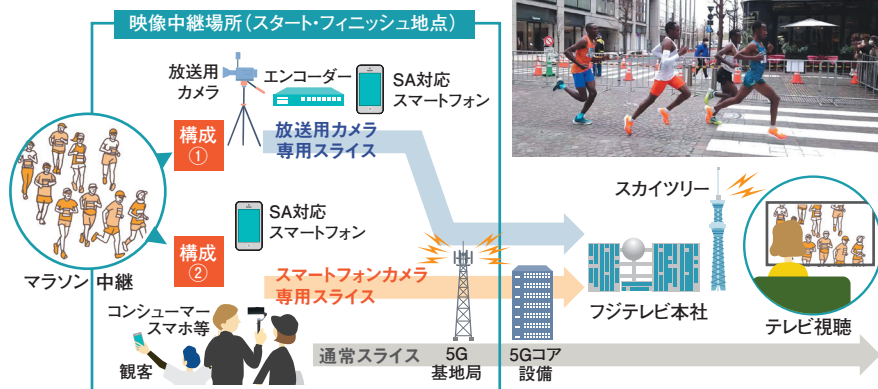 映像中継場所(スタート・フィニッシュ地点)
放送用
カメラ
エンコーダー
SA対応
スマートフォン
構成
①
放送用カメラ
専用スライス
スカイツリー
SA対応
スマートフォン
構成
②
マラソン 中継
スマートフォンカメラ
専用スライス
フジテレビ本社
テレビ視聴
コンシューマー
スマホ等
観客
通常スライス
5G
基地局
5Gコア
設備